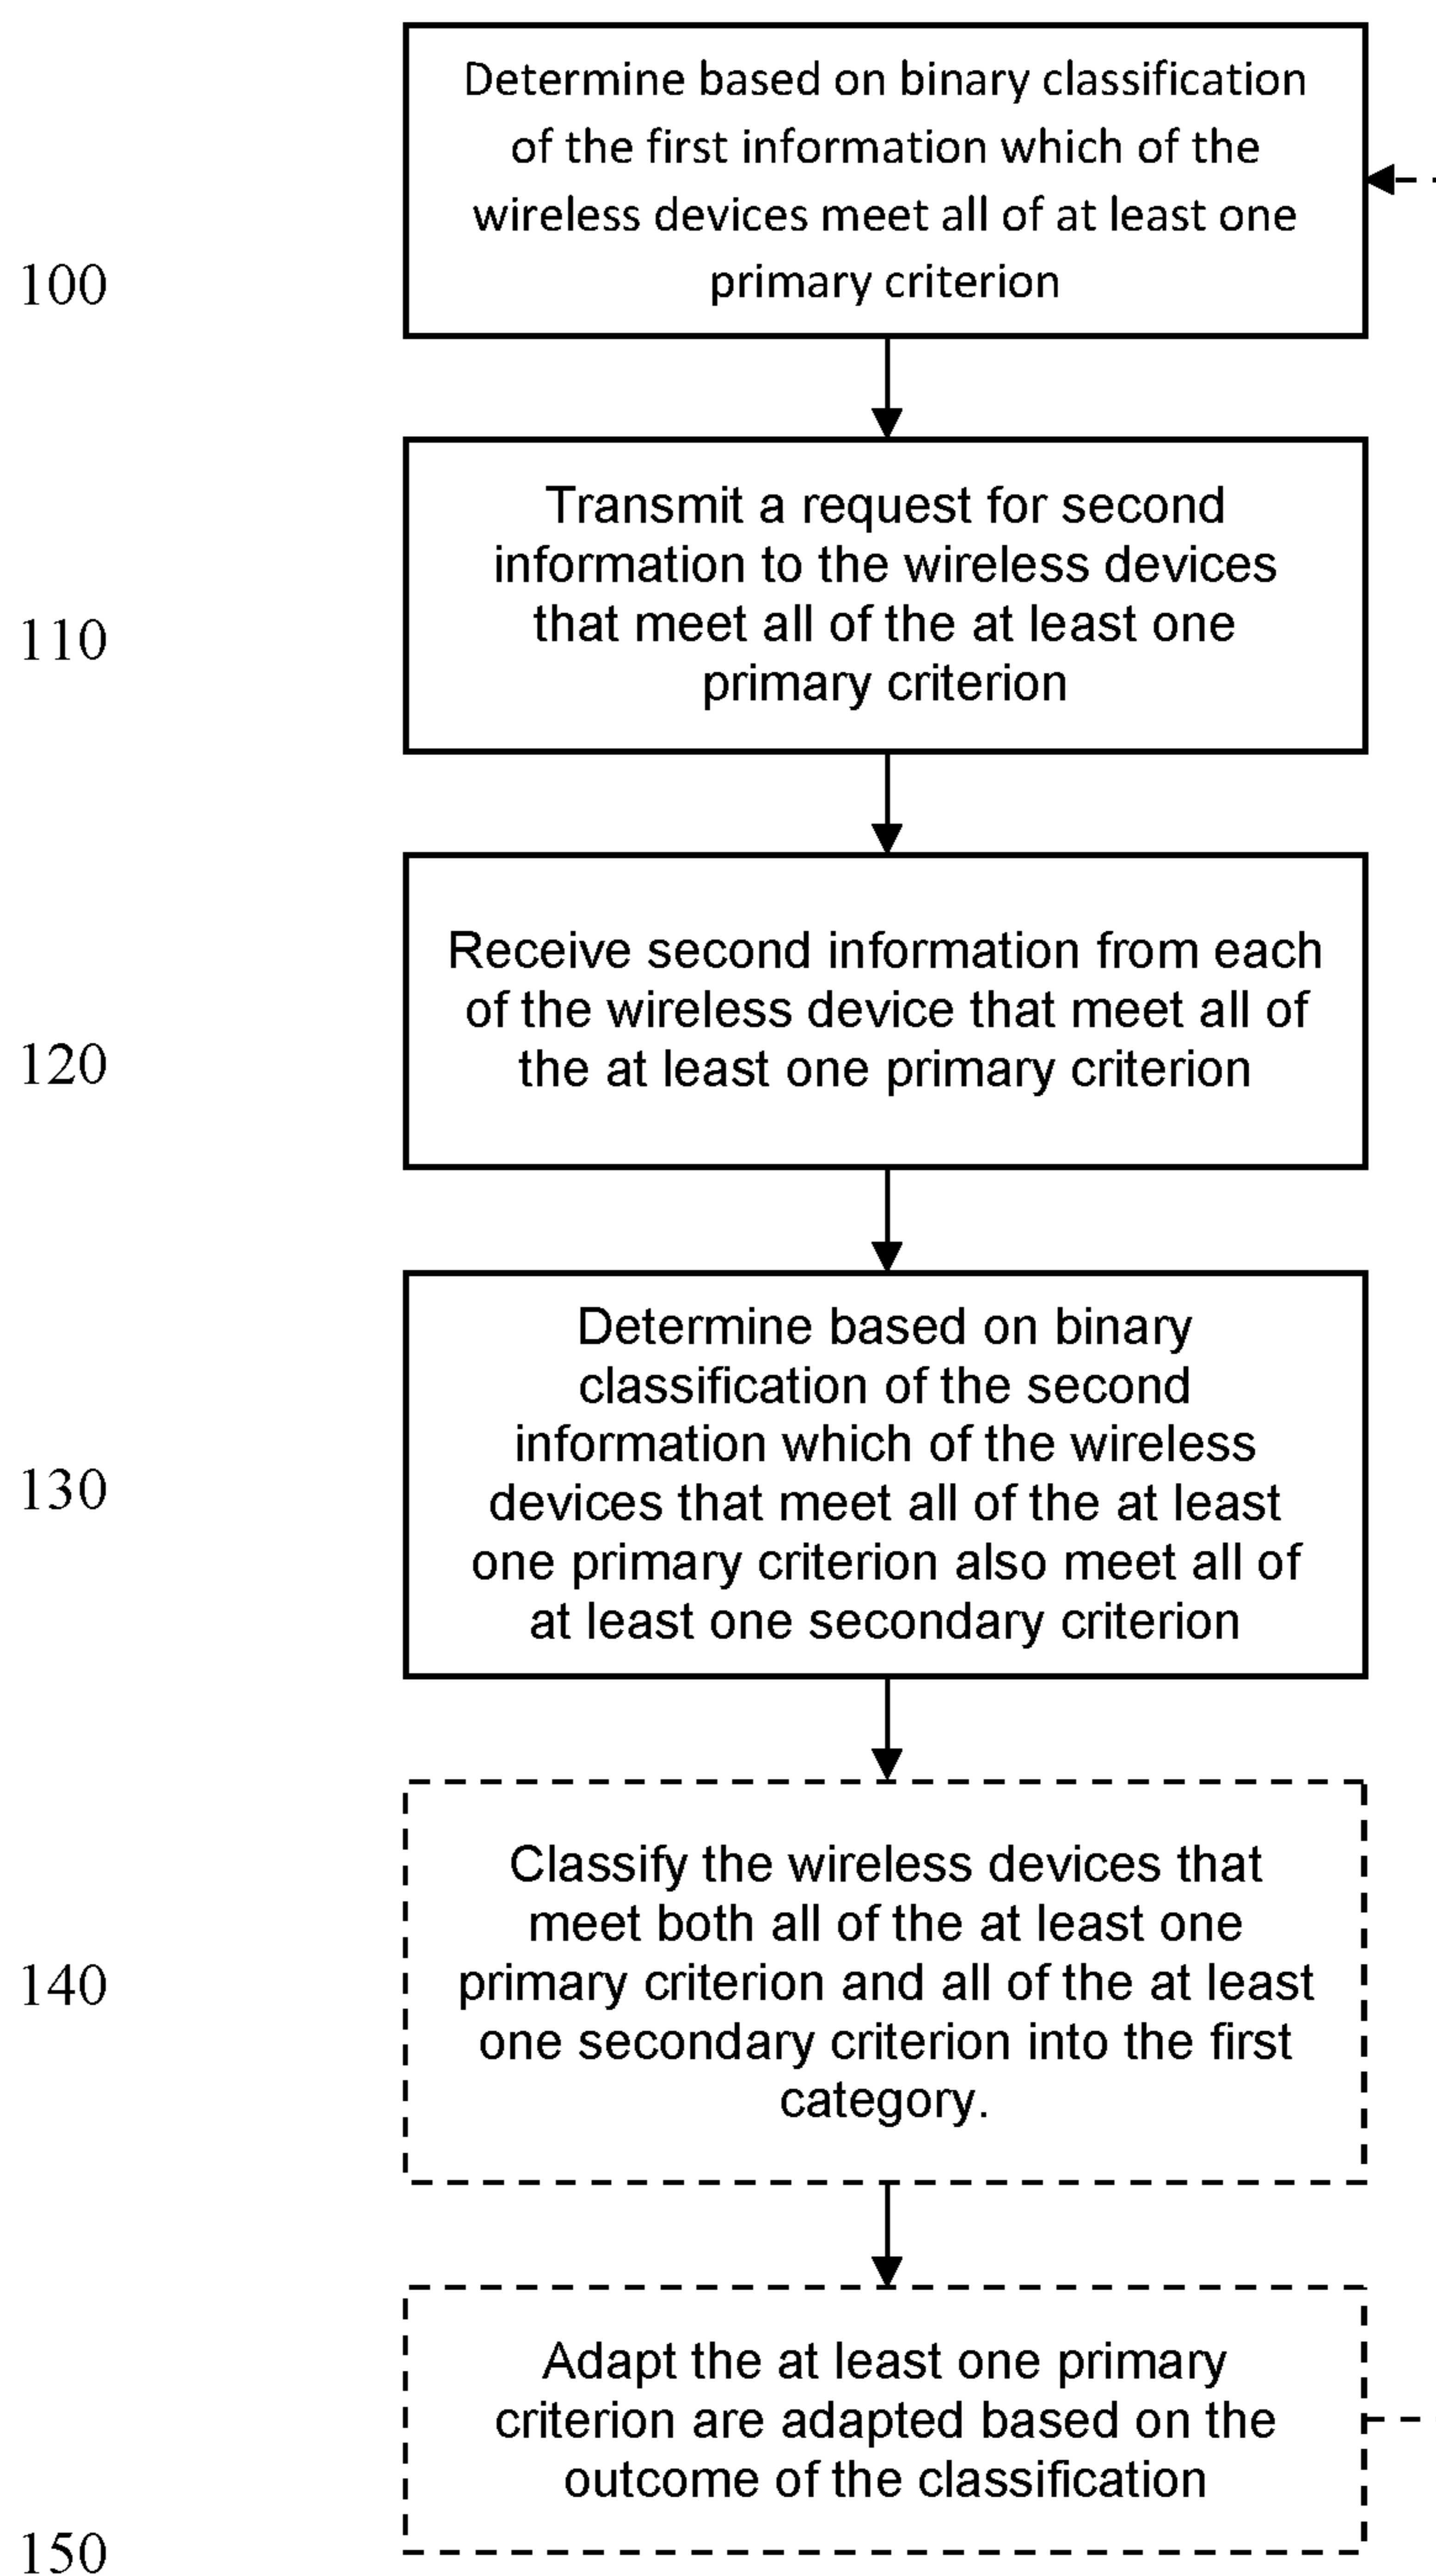 Determine based on binary classification
of the first information which of the
wireless devices meet all of at least one
primary criterion
100
Transmit a request for second
information to the wireless devices
that meet all of the at least one
primary criterion
110
Receive second information from each
of the wireless device that meet all of
the at least one primary criterion
120
Determine based on binary
classification of the second
information which of the wireless
devices that meet all of the at least
one primary criterion also meet all of
at least one secondary criterion
130
Classify the wireless devices that
meet both all of the at least one
primary criterion and all of the at least
one secondary criterion into the first
category.
140
Adapt the at least one primary
criterion are adapted based on the
outcome of the classification
150